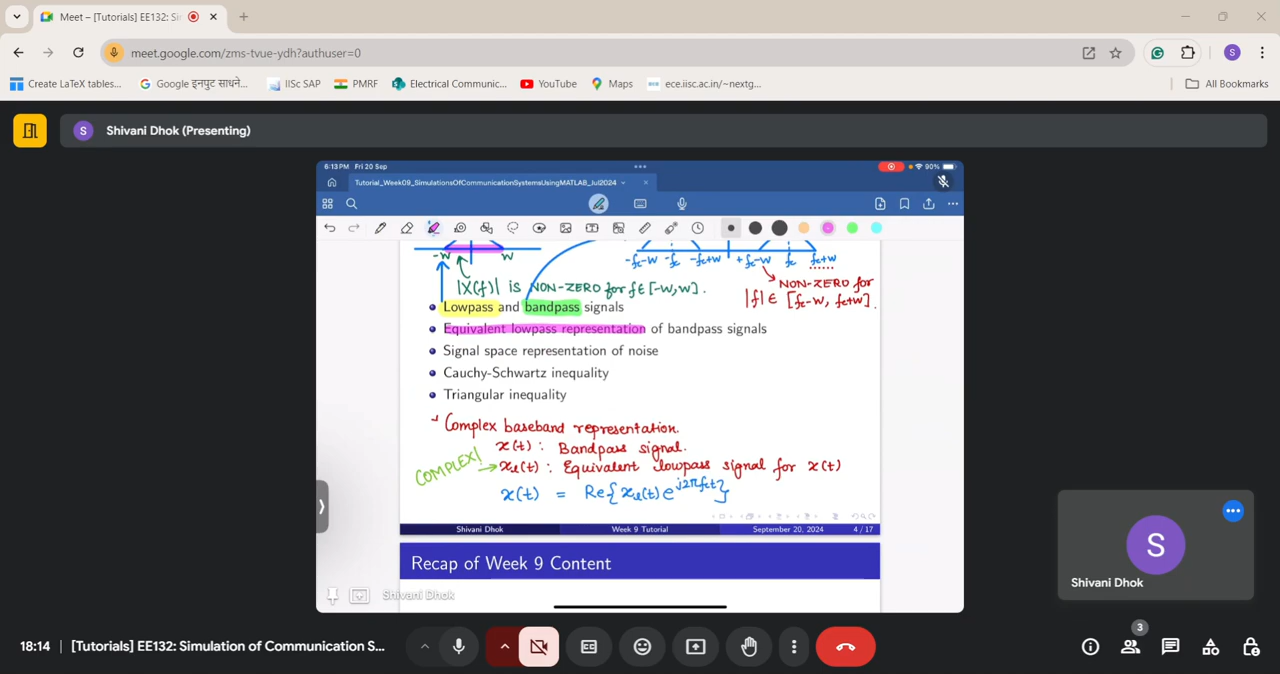 Meet – [Tutorials] EE132: Si
meet.google.com/zms-tvue-ydh?authuser=0
S
Create LaTeX tables...
Google इनपुट साधने...
IISc SAP
PMRF
Electrical Communic...
YouTube
Maps
ece.iisc.ac.in/~nextg...
All Bookmarks
S Shivani Dhok (Presenting)
6:13 PM Fri 20 Sep
90%
Tutorial_Week09_SimulationsOfCommunicationSystemsUsingMATLAB_Jul2024
-W W -fc-W -fc -fc+W +fc-W fc fc+W
|X(f)| is NON-ZERO for f∈[-W,W].
NON-ZERO for
|f| ∈ [fc-W, fc+W].
Lowpass and bandpass signals
Equivalent lowpass representation of bandpass signals
Signal space representation of noise
Cauchy-Schwartz inequality
Triangular inequality
Complex baseband representation.
x(t) : Bandpass signal.
COMPLEX! → xl(t) : Equivalent lowpass signal for x(t)
x(t) = Re{xl(t)e^j2πfct}
Shivani Dhok Week 9 Tutorial September 20, 2024 4 / 17
Recap of Week 9 Content
Shivani Dhok
S
Shivani Dhok
18:14 | [Tutorials] EE132: Simulation of Communication S...
3